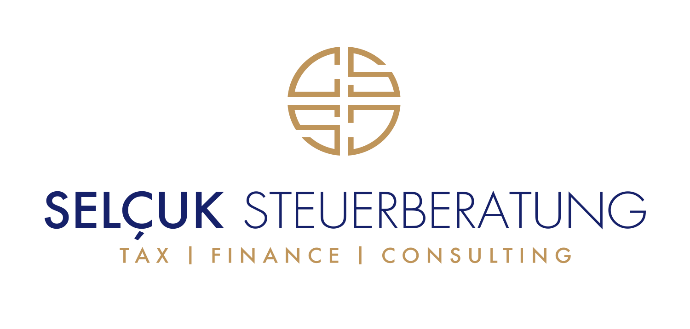 SELÇUK STEUERBERATUNG
TAX | FINANCE | CONSULTING